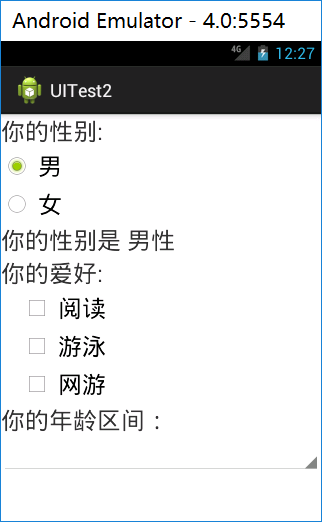 Android Emulator - 4.0:5554
4G 12:27
UITest2
你的性别:
男
女
你的性别是 男性
你的爱好:
阅读
游泳
网游
你的年龄区间：